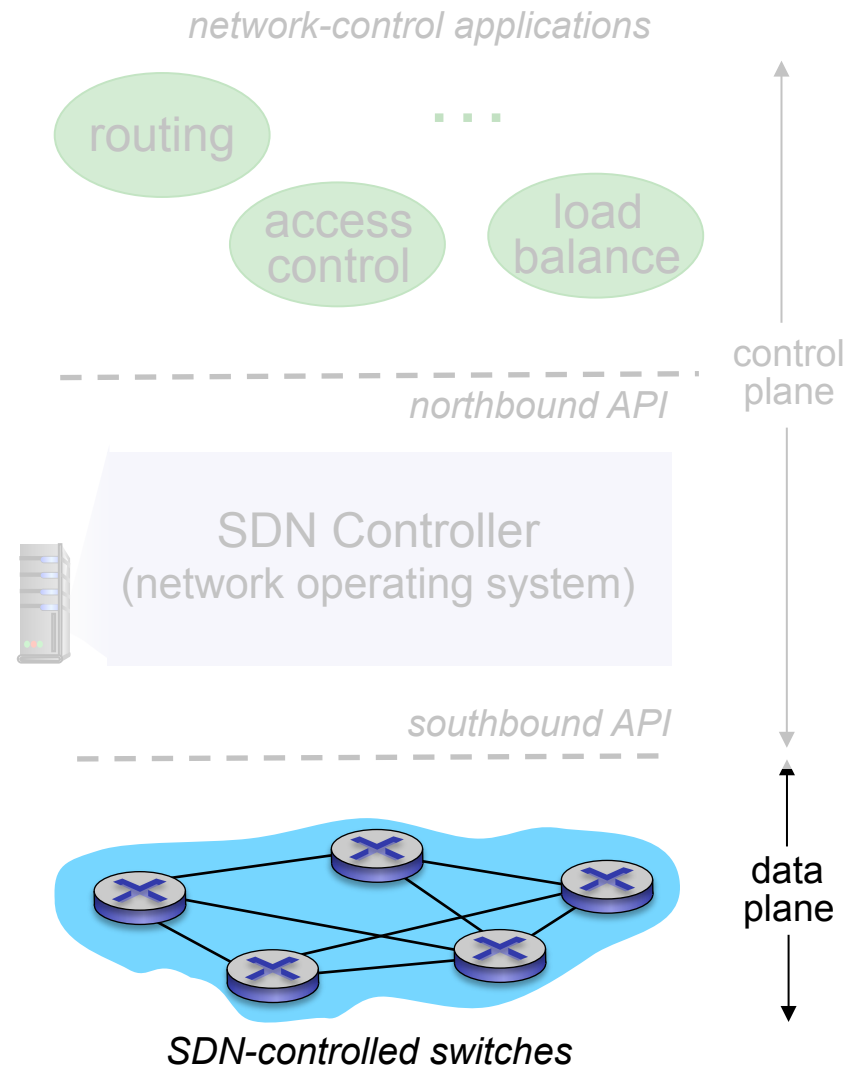 network-control applications
routing
. . .
access
control
load
balance
control
plane
northbound API
SDN Controller
(network operating system)
southbound API
data
plane
SDN-controlled switches